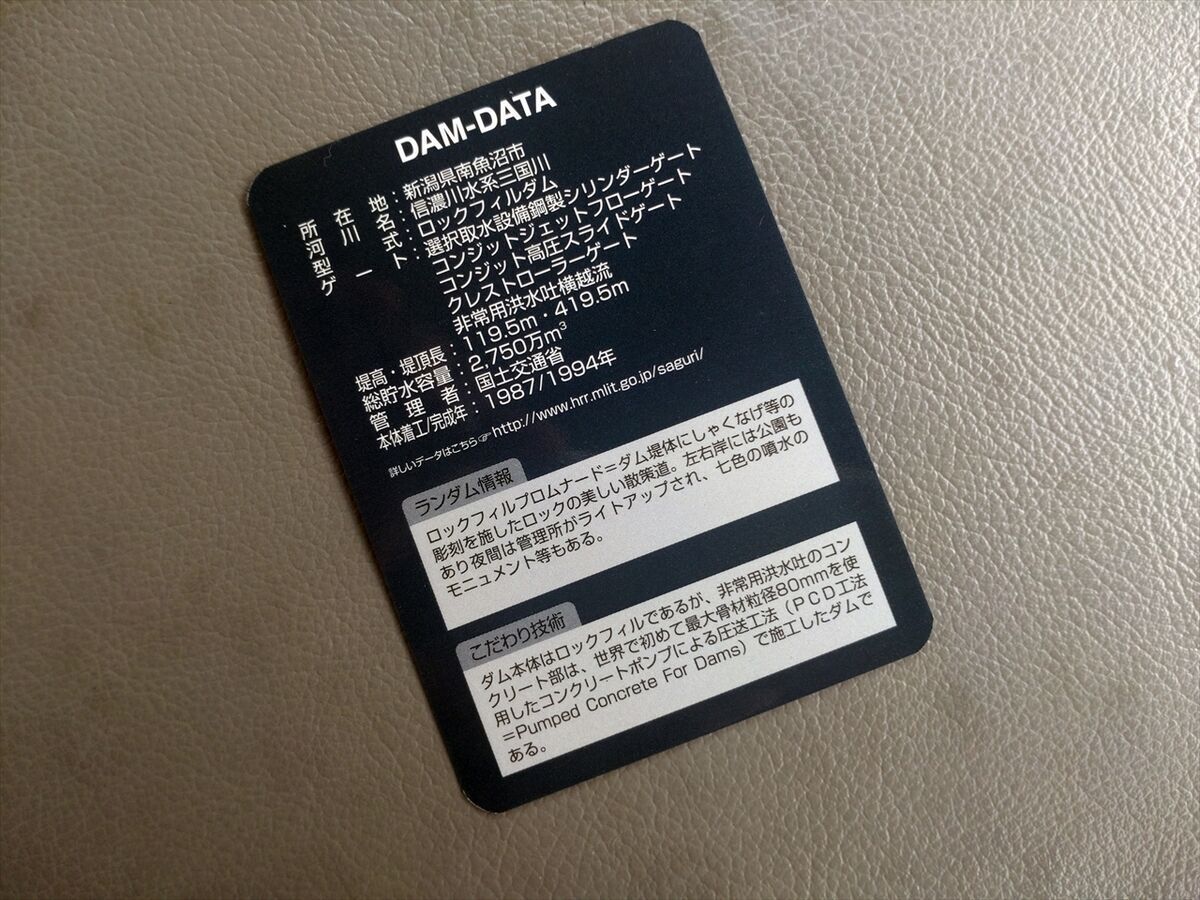 DAM-DATA
所在地：新潟県南魚沼市
河川名：信濃川水系三国川
型式：ロックフィルダム
ゲート：選択取水設備鋼製シリンダーゲート
コンジットジェットフローゲート
コンジット高圧スライドゲート
クレストローラーゲート
非常用洪水吐横越流
堤高・堤頂長：119.5m・419.5m
総貯水容量：2,750万m³
管理者：国土交通省
本体着工/完成年：1987/1994年
詳しいデータはこちら☞http://www.hrr.mlit.go.jp/saguri/
ランダム情報
ロックフィルプロムナード=ダム堤体にしゃくなげ等の
彫刻を施したロックの美しい散策道。左右岸には公園も
あり夜間は管理所がライトアップされ、七色の噴水の
モニュメント等もある。
こだわり技術
ダム本体はロックフィルであるが、非常用洪水吐のコン
クリート部は、世界で初めて最大骨材粒径80mmを使
用したコンクリートポンプによる圧送工法（PCD工法
=Pumped Concrete For Dams）で施工したダムで
ある。